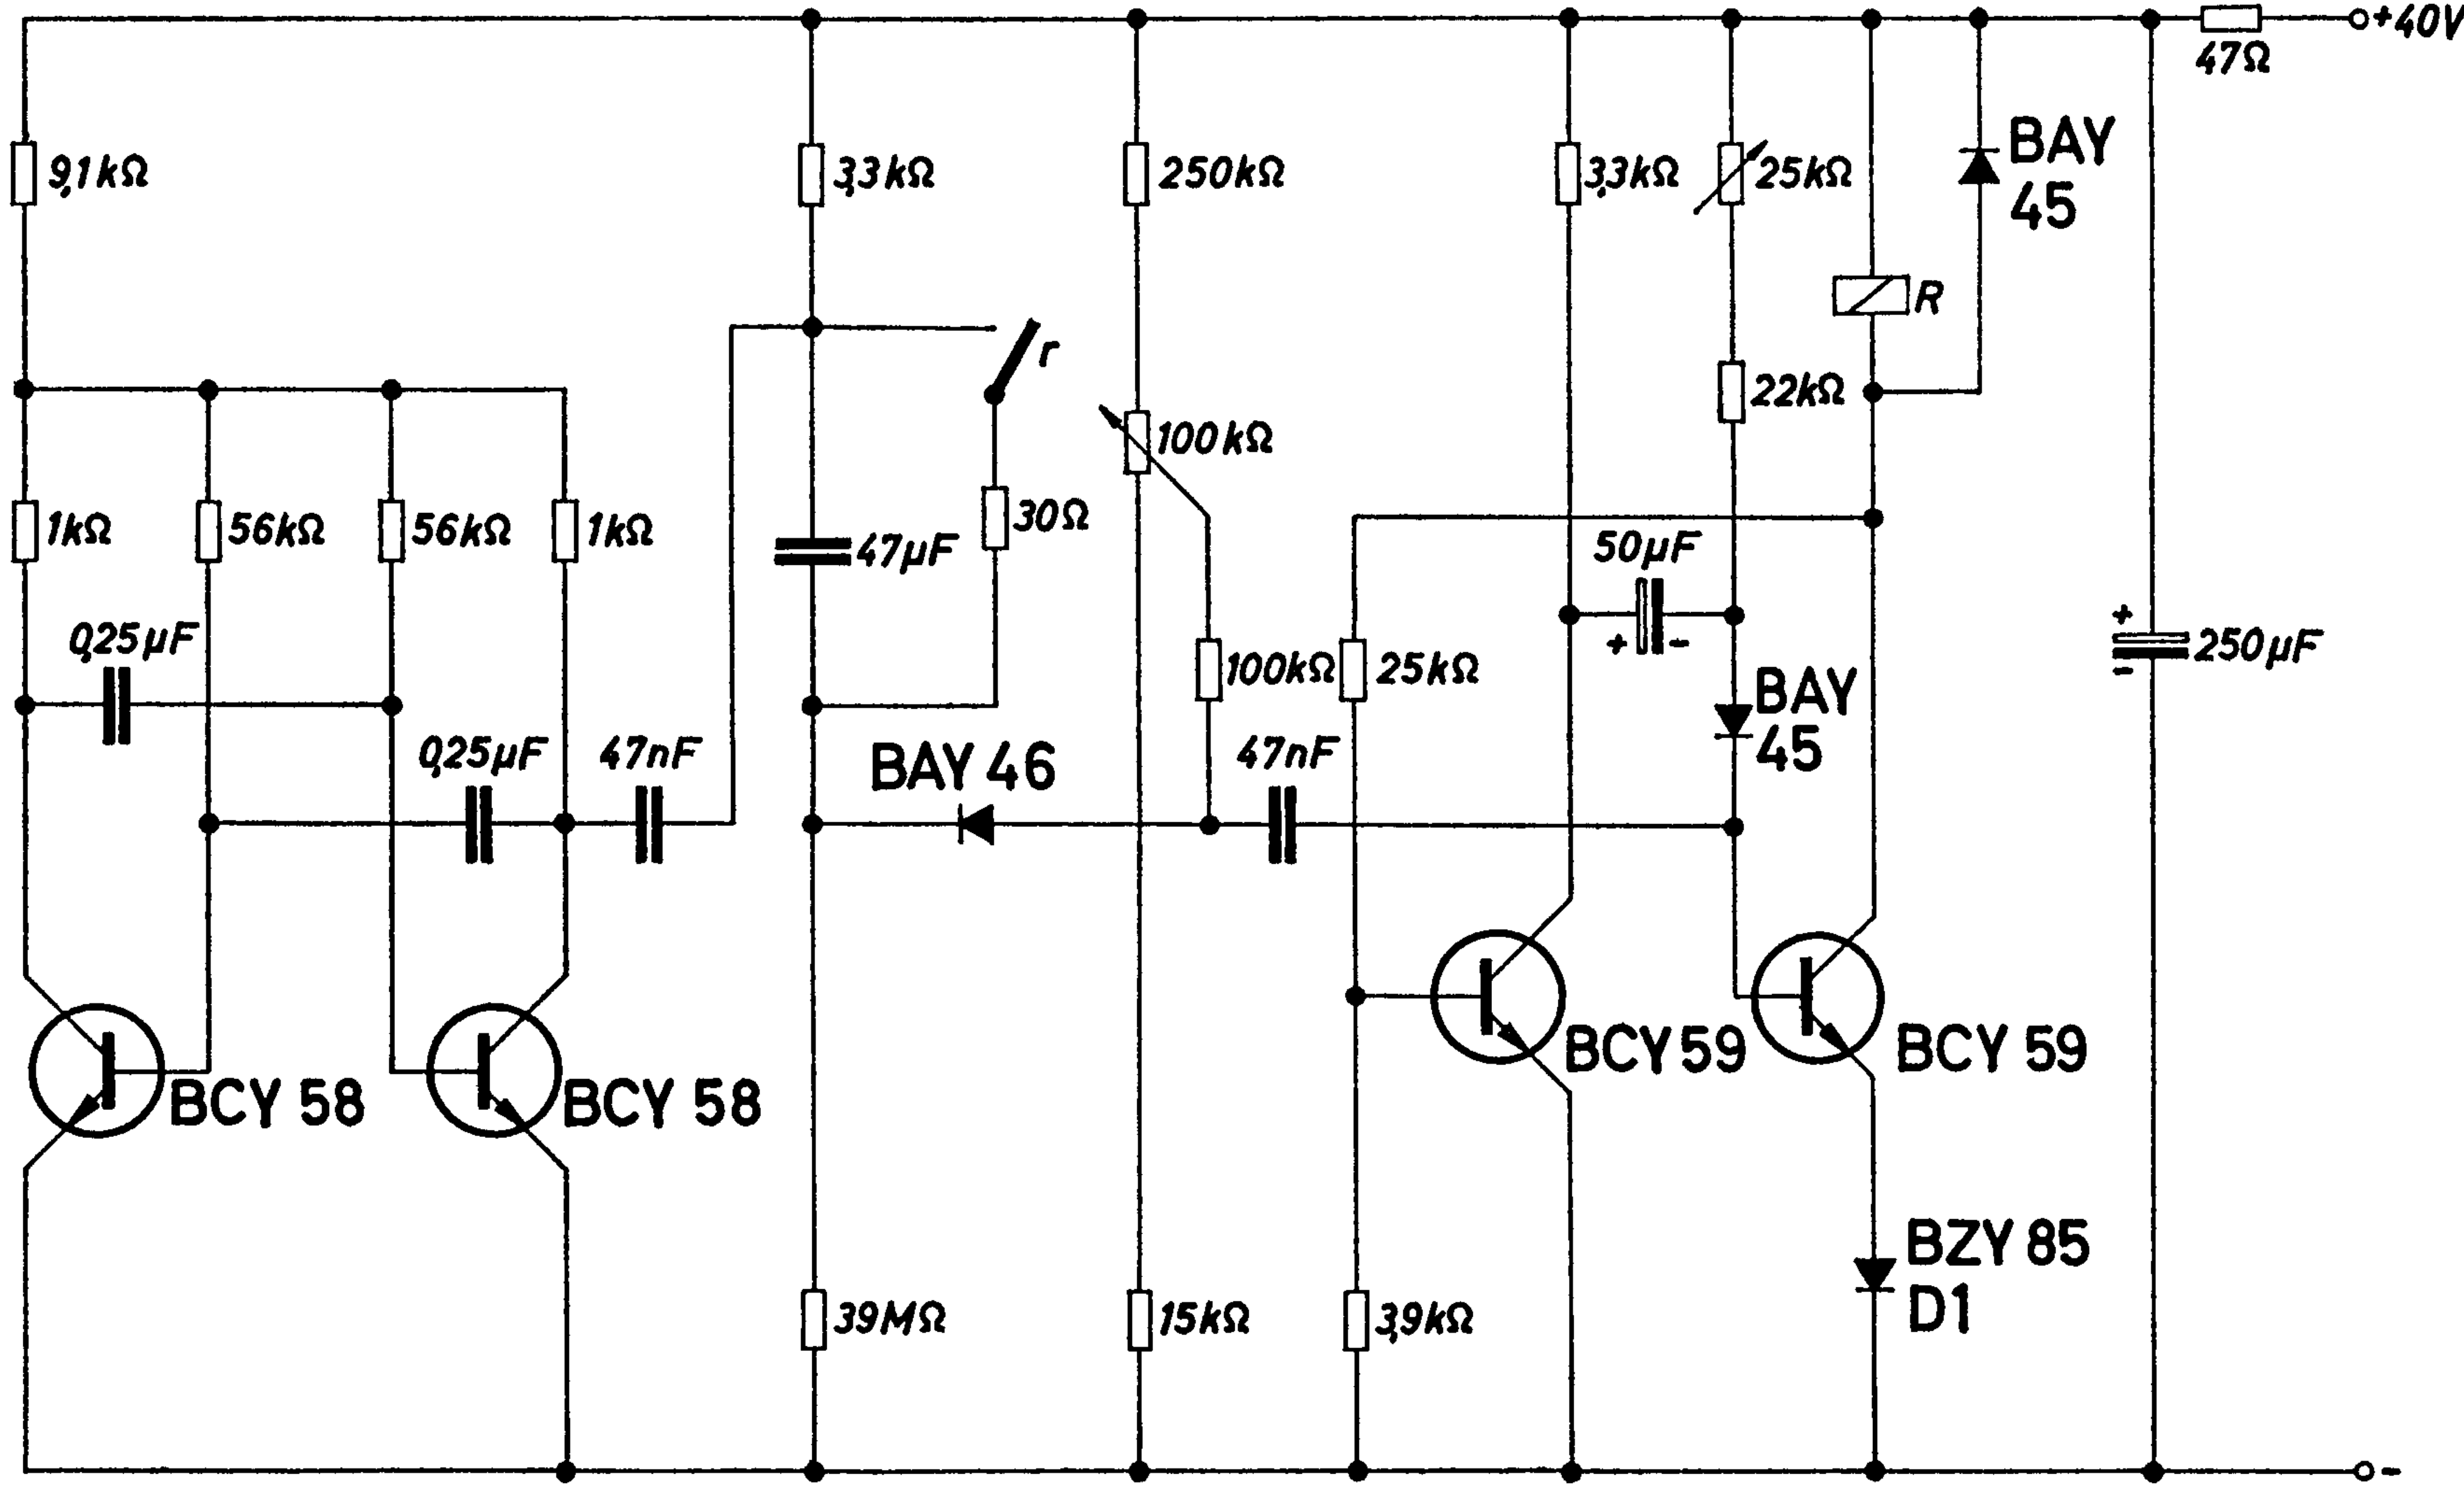 +40V
47Ω
9,1kΩ
3,3kΩ
250kΩ
3,3kΩ
25kΩ
BAY
45
R
r
22kΩ
100kΩ
1kΩ
56kΩ
56kΩ
1kΩ
47µF
30Ω
50µF
+ -
0,25µF
100kΩ
25kΩ
+
250µF
-
BAY
45
0,25µF
47nF
BAY 46
47nF
BCY 58
BCY 58
BCY 59
BCY 59
BZY 85
D1
39MΩ
15kΩ
3,9kΩ
-